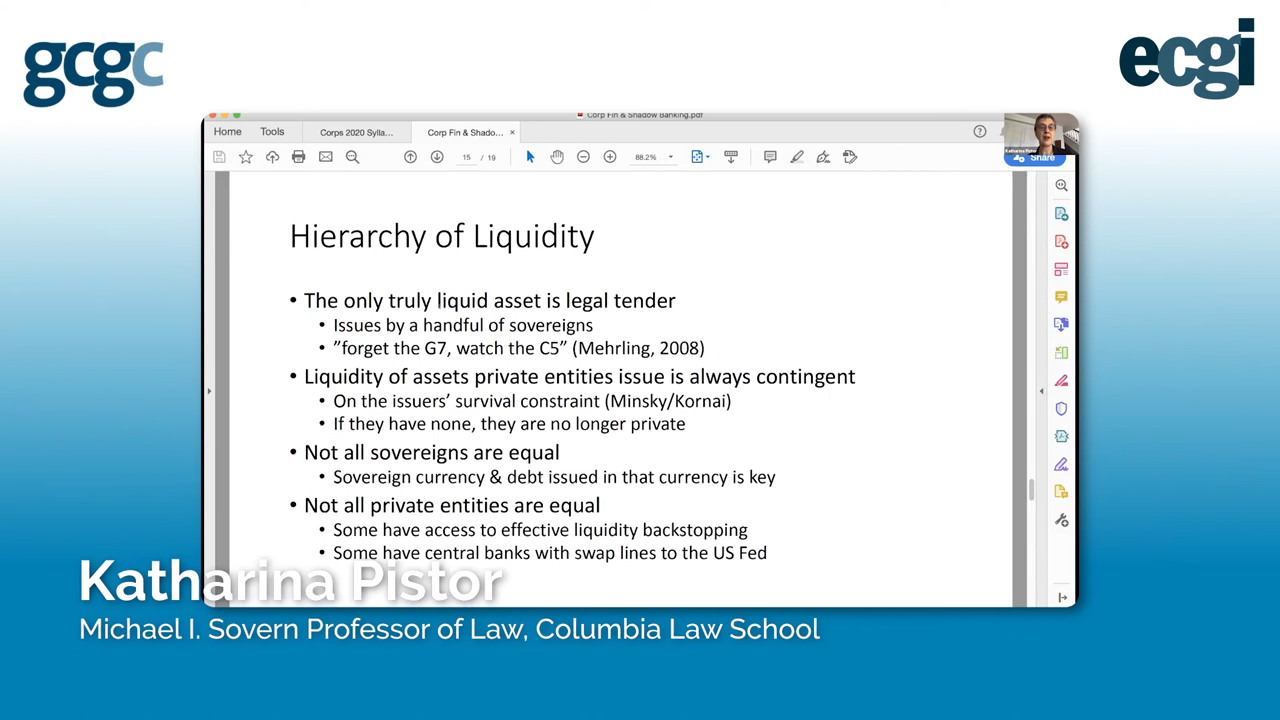 gcgc
ecgi
Corp Fin & Shadow Banking.pdf
Home Tools Corps 2020 Sylla... Corp Fin & Shado... ×
Katharina Pistor
15 / 19 88.2% Share
Hierarchy of Liquidity
• The only truly liquid asset is legal tender
• Issues by a handful of sovereigns
• ”forget the G7, watch the C5” (Mehrling, 2008)
• Liquidity of assets private entities issue is always contingent
• On the issuers’ survival constraint (Minsky/Kornai)
• If they have none, they are no longer private
• Not all sovereigns are equal
• Sovereign currency & debt issued in that currency is key
• Not all private entities are equal
• Some have access to effective liquidity backstopping
• Some have central banks with swap lines to the US Fed
Katharina Pistor
Michael I. Sovern Professor of Law, Columbia Law School